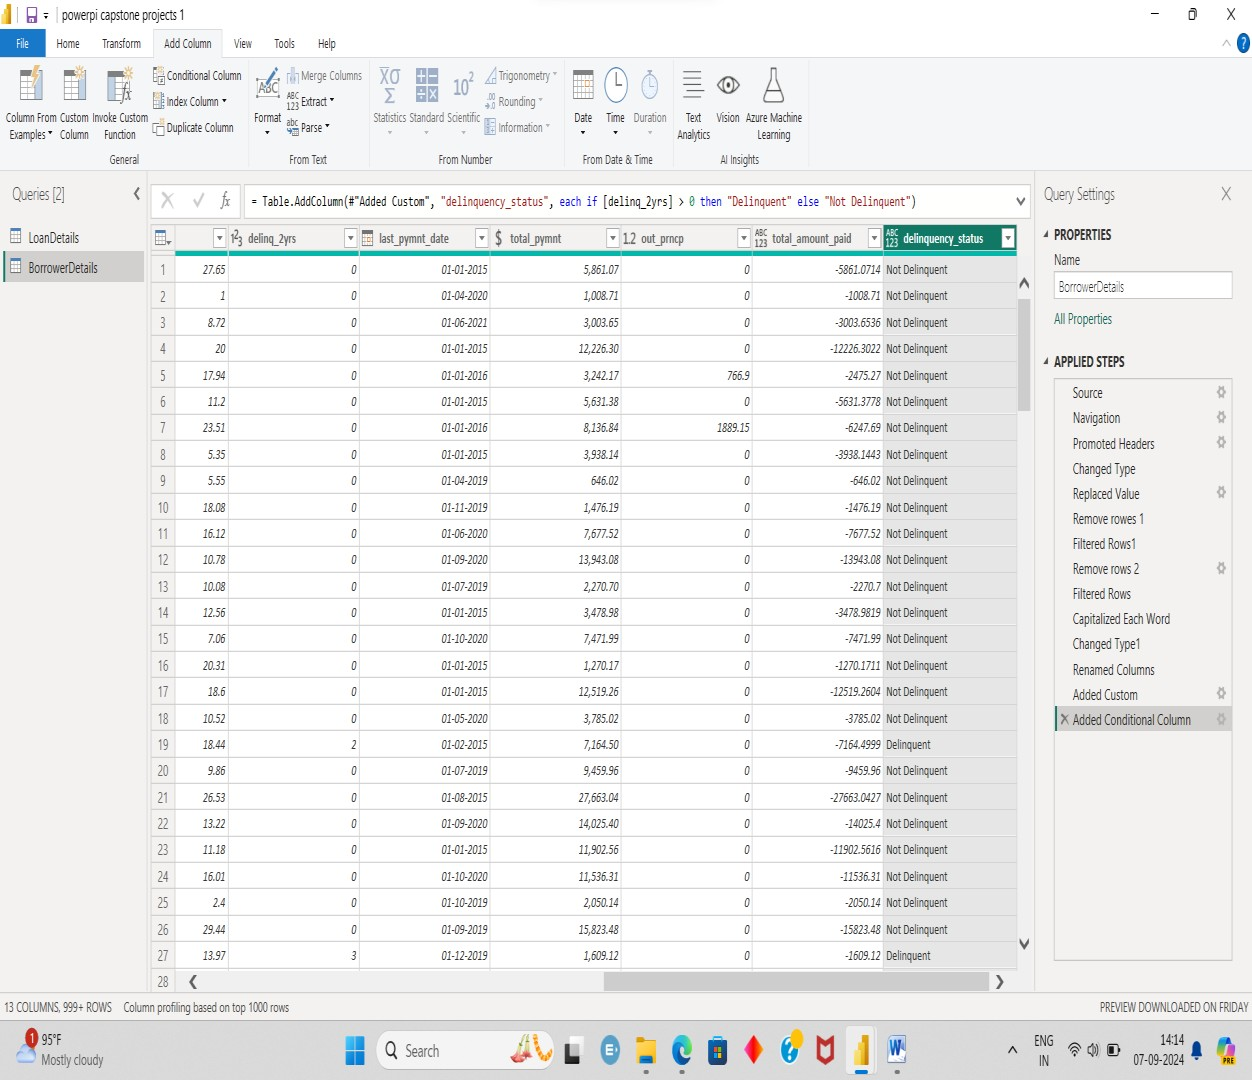 powerpi capstone projects 1
File Home Transform Add Column View Tools Help
Column From Examples Custom Column Invoke Custom Function
Conditional Column
Index Column
Duplicate Column
General
Format
Merge Columns
ABC 123 Extract
abc Parse
From Text
Statistics Standard Scientific
Trigonometry
Rounding
Information
From Number
Date Time Duration
From Date & Time
Text Analytics Vision Azure Machine Learning
AI Insights
Queries [2]
LoanDetails
BorrowerDetails
= Table.AddColumn(#"Added Custom", "delinquency_status", each if [delinq_2yrs] > 0 then "Delinquent" else "Not Delinquent")
1²3 delinq_2yrs last_pymnt_date $ total_pymnt 1.2 out_prncp ABC 123 total_amount_paid ABC 123 delinquency_status
1 27.65 0 01-01-2015 5,861.07 0 -5861.0714 Not Delinquent
2 1 0 01-04-2020 1,008.71 0 -1008.71 Not Delinquent
3 8.72 0 01-06-2021 3,003.65 0 -3003.6536 Not Delinquent
4 20 0 01-01-2015 12,226.30 0 -12226.3022 Not Delinquent
5 17.94 0 01-01-2016 3,242.17 766.9 -2475.27 Not Delinquent
6 11.2 0 01-01-2015 5,631.38 0 -5631.3778 Not Delinquent
7 23.51 0 01-01-2016 8,136.84 1889.15 -6247.69 Not Delinquent
8 5.35 0 01-01-2015 3,938.14 0 -3938.1443 Not Delinquent
9 5.55 0 01-04-2019 646.02 0 -646.02 Not Delinquent
10 18.08 0 01-11-2019 1,476.19 0 -1476.19 Not Delinquent
11 16.12 0 01-06-2020 7,677.52 0 -7677.52 Not Delinquent
12 10.78 0 01-09-2020 13,943.08 0 -13943.08 Not Delinquent
13 10.08 0 01-07-2019 2,270.70 0 -2270.7 Not Delinquent
14 12.56 0 01-01-2015 3,478.98 0 -3478.9819 Not Delinquent
15 7.06 0 01-10-2020 7,471.99 0 -7471.99 Not Delinquent
16 20.31 0 01-01-2015 1,270.17 0 -1270.1711 Not Delinquent
17 18.6 0 01-01-2015 12,519.26 0 -12519.2604 Not Delinquent
18 10.52 0 01-05-2020 3,785.02 0 -3785.02 Not Delinquent
19 18.44 2 01-02-2015 7,164.50 0 -7164.4999 Delinquent
20 9.86 0 01-07-2019 9,459.96 0 -9459.96 Not Delinquent
21 26.53 0 01-08-2015 27,663.04 0 -27663.0427 Not Delinquent
22 13.22 0 01-09-2020 14,025.40 0 -14025.4 Not Delinquent
23 11.18 0 01-01-2015 11,902.56 0 -11902.5616 Not Delinquent
24 16.01 0 01-10-2020 11,536.31 0 -11536.31 Not Delinquent
25 2.4 0 01-10-2019 2,050.14 0 -2050.14 Not Delinquent
26 29.44 0 01-09-2019 15,823.48 0 -15823.48 Not Delinquent
27 13.97 3 01-12-2019 1,609.12 0 -1609.12 Delinquent
28
Query Settings
PROPERTIES
Name
BorrowerDetails
All Properties
APPLIED STEPS
Source
Navigation
Promoted Headers
Changed Type
Replaced Value
Remove rowes 1
Filtered Rows1
Remove rows 2
Filtered Rows
Capitalized Each Word
Changed Type1
Renamed Columns
Added Custom
Added Conditional Column
13 COLUMNS, 999+ ROWS Column profiling based on top 1000 rows PREVIEW DOWNLOADED ON FRIDAY
1 95°F
Mostly cloudy
Search
ENG
IN
14:14
07-09-2024
PRE